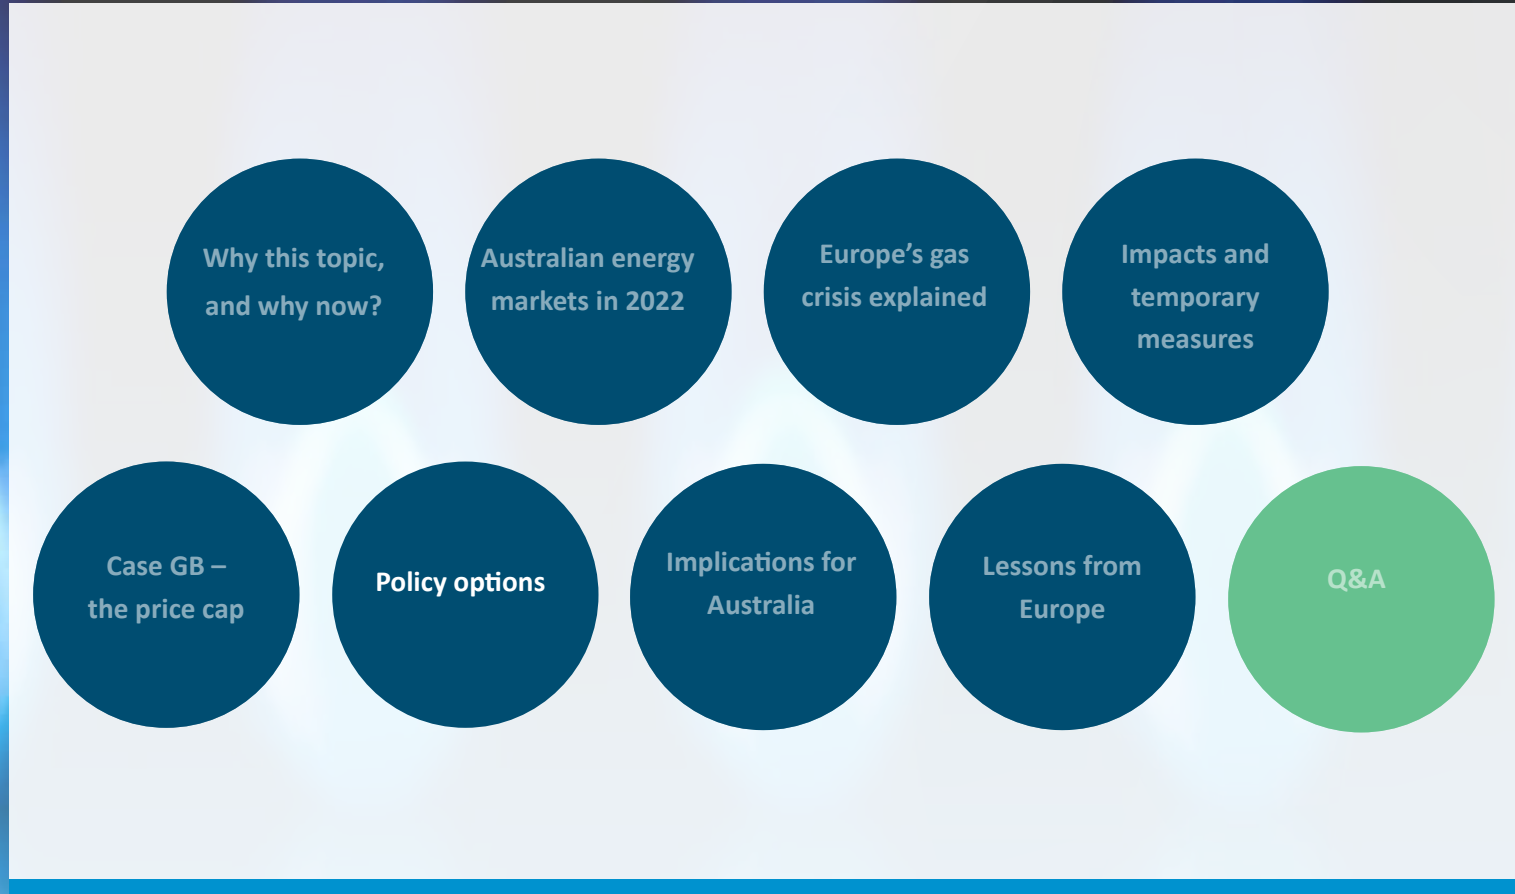 Why this topic,
and why now?
Australian energy
markets in 2022
Europe’s gas
crisis explained
Impacts and
temporary
measures
Case GB –
the price cap
Policy options
Implications for
Australia
Lessons from
Europe
Q&A